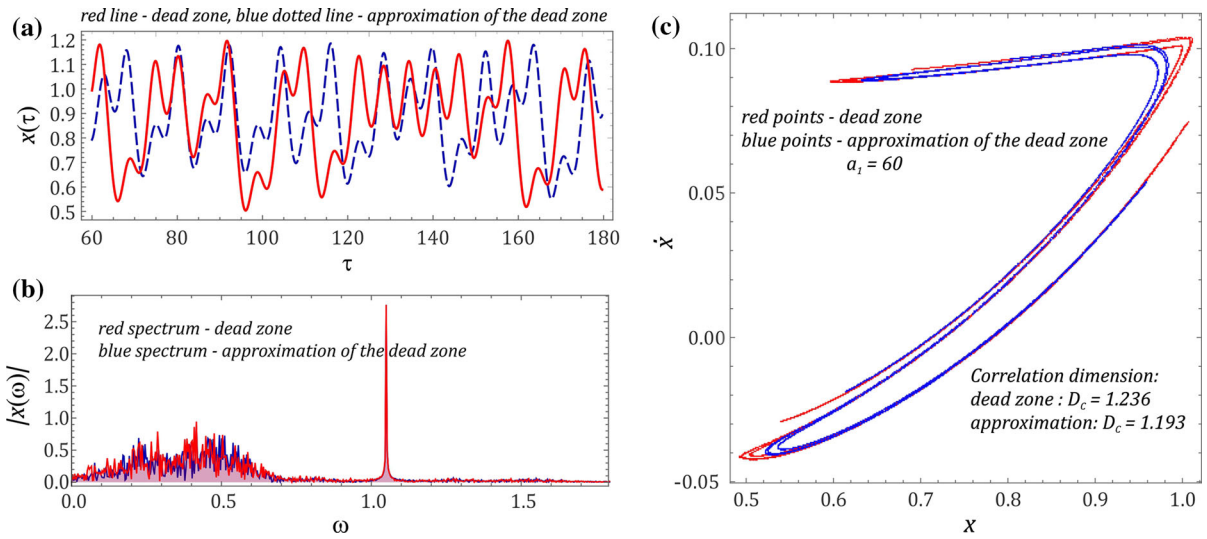 red line - dead zone, blue dotted line - approximation of the dead zone
(a)
x(τ)
1.2
1.1
1.0
0.9
0.8
0.7
0.6
0.5
60 80 100 120 140 160 180
τ
(b)
red spectrum - dead zone
blue spectrum - approximation of the dead zone
|x(ω)|
2.5
2.0
1.5
1.0
0.5
0.0
0.0 0.5 1.0 1.5
ω
(c)
red points - dead zone
blue points - approximation of the dead zone
a₁ = 60
ẋ
0.10
0.05
0.00
-0.05
Correlation dimension:
dead zone : D_C = 1.236
approximation: D_C = 1.193
0.5 0.6 0.7 0.8 0.9 1.0
x